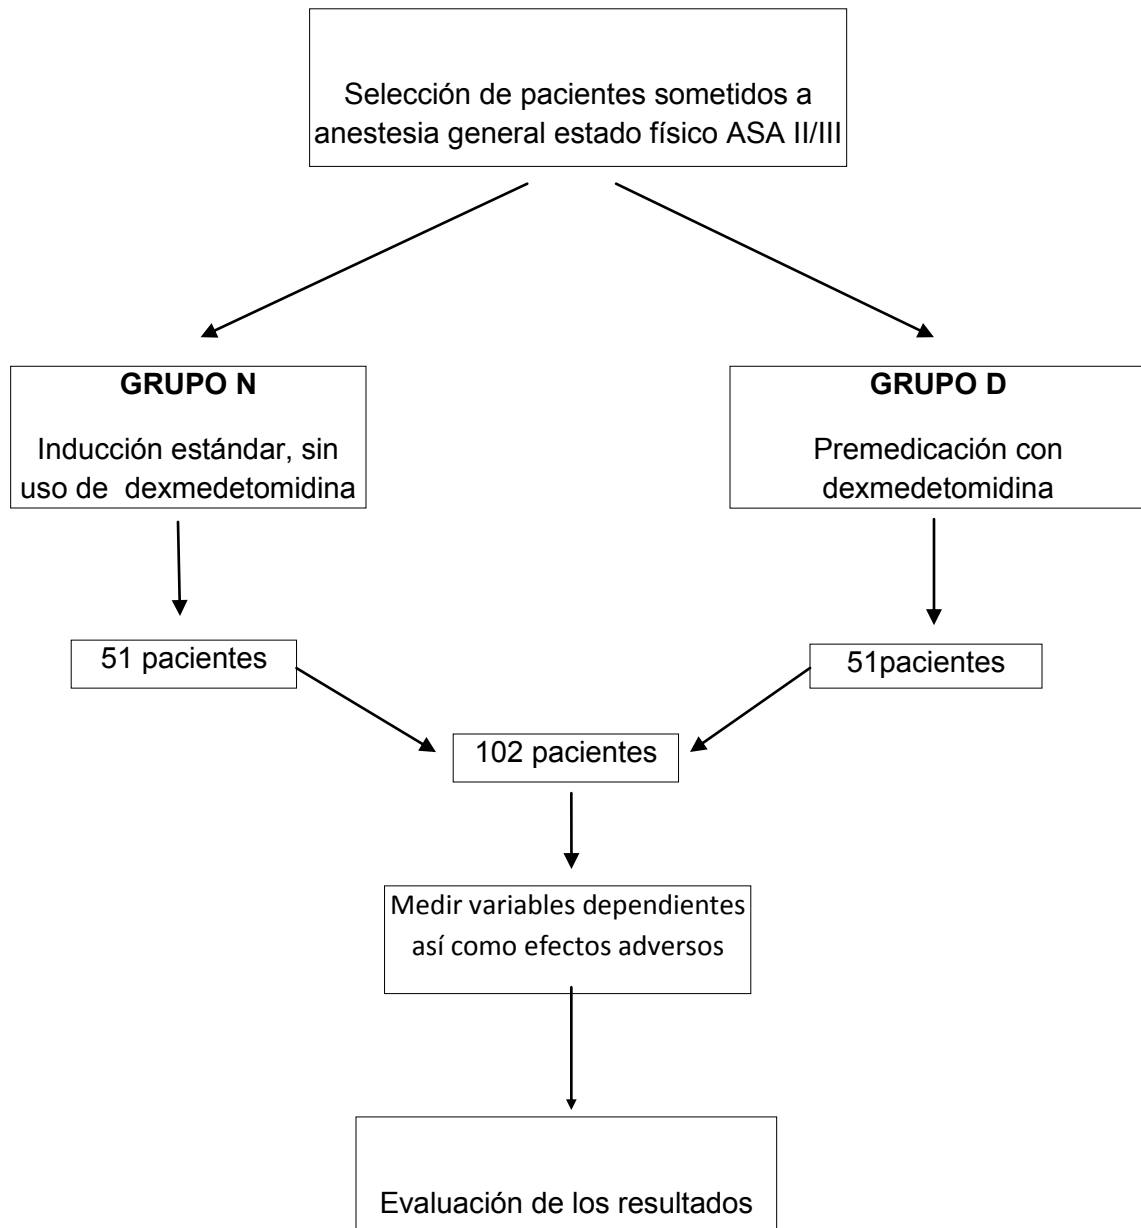 Selección de pacientes sometidos a
anestesia general estado físico ASA II/III
GRUPO N
Inducción estándar, sin
uso de  dexmedetomidina
GRUPO D
Premedicación con
dexmedetomidina
51 pacientes
51pacientes
102 pacientes
Medir variables dependientes
así como efectos adversos
Evaluación de los resultados